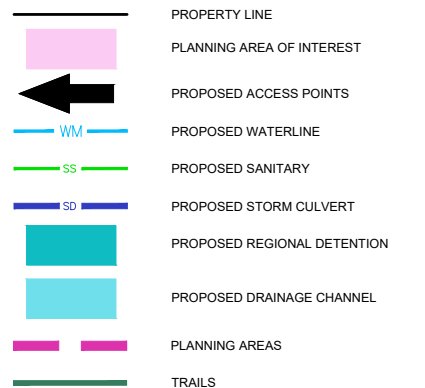 PROPERTY LINE
PLANNING AREA OF INTEREST
PROPOSED ACCESS POINTS
WM PROPOSED WATERLINE
SS PROPOSED SANITARY
SD PROPOSED STORM CULVERT
PROPOSED REGIONAL DETENTION
PROPOSED DRAINAGE CHANNEL
PLANNING AREAS
TRAILS